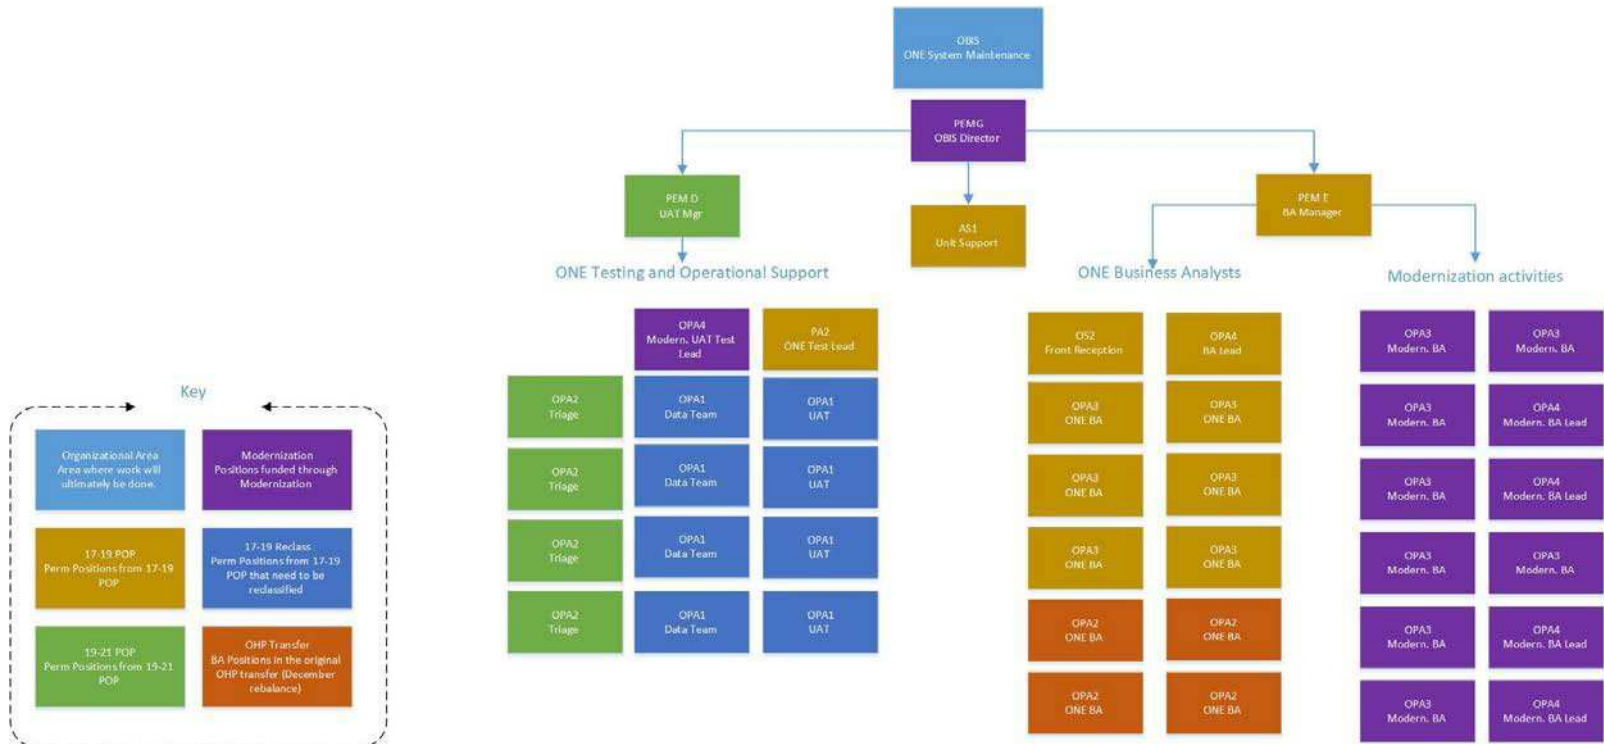 OBIS
ONE System Maintenance
PEMG
OBIS Director
PEM D
UAT Mgr
AS1
Unit Support
PEM E
BA Manager
ONE Testing and Operational Support
ONE Business Analysts
Modernization activities
OPA4
Modern. UAT Test
Lead
PA2
ONE Test Lead
OPA2
Triage
OPA1
Data Team
OPA1
UAT
OPA2
Triage
OPA1
Data Team
OPA1
UAT
OPA2
Triage
OPA1
Data Team
OPA1
UAT
OPA2
Triage
OPA1
Data Team
OPA1
UAT
OS2
Front Reception
OPA4
BA Lead
OPA3
ONE BA
OPA3
ONE BA
OPA3
ONE BA
OPA3
ONE BA
OPA3
ONE BA
OPA3
ONE BA
OPA2
ONE BA
OPA2
ONE BA
OPA2
ONE BA
OPA2
ONE BA
OPA3
Modern. BA
OPA3
Modern. BA
OPA3
Modern. BA
OPA4
Modern. BA Lead
OPA3
Modern. BA
OPA4
Modern. BA Lead
OPA3
Modern. BA
OPA3
Modern. BA
OPA3
Modern. BA
OPA4
Modern. BA Lead
OPA3
Modern. BA
OPA4
Modern. BA Lead
Key
Organizational Area
Area where work will
ultimately be done.
Modernization
Positions funded through
Modernization
17-19 POP
Perm Positions from 17-19
POP
17-19 Reclass
Perm Positions from 17-19
POP that need to be
reclassified
19-21 POP
Perm Positions from 19-21
POP
OHP Transfer
BA Positions in the original
OHP transfer (December
rebalance)